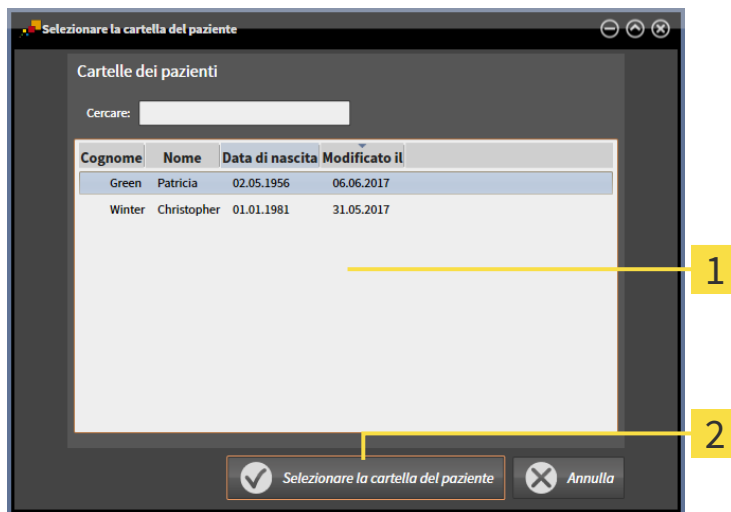 Selezionare la cartella del paziente
Cartelle dei pazienti
Cercare:
Cognome Nome Data di nascita Modificato il
Green Patricia 02.05.1956 06.06.2017
Winter Christopher 01.01.1981 31.05.2017
1
2
Selezionare la cartella del paziente Annulla